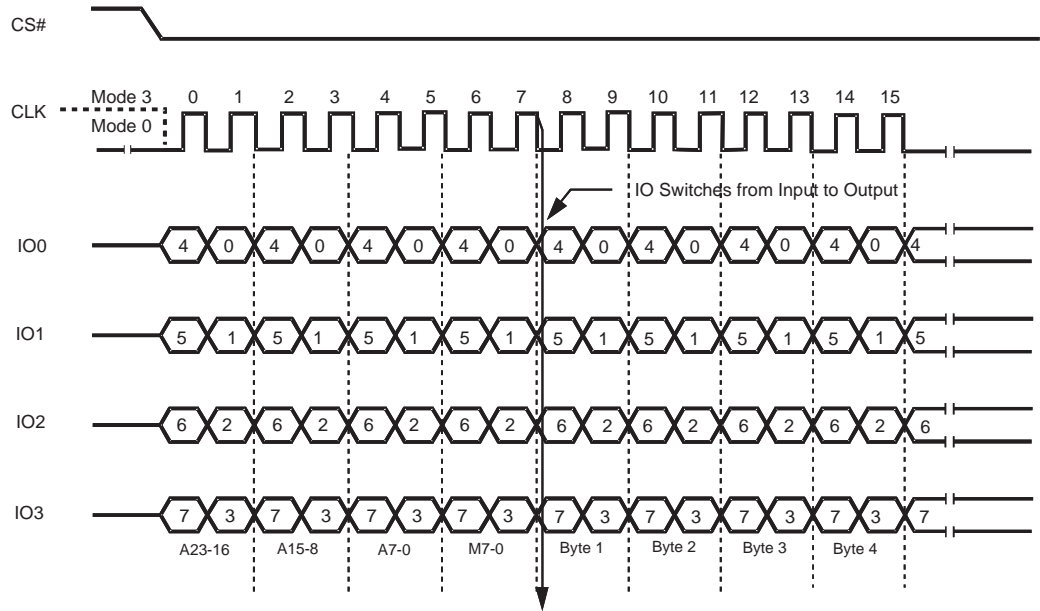 CS#
CLK
Mode 3
Mode 0
0 1 2 3 4 5 6 7 8 9 10 11 12 13 14 15
IO Switches from Input to Output
IO0 4 0 4 0 4 0 4 0 4 0 4 0 4 0 4 0 4
IO1 5 1 5 1 5 1 5 1 5 1 5 1 5 1 5 1 5
IO2 6 2 6 2 6 2 6 2 6 2 6 2 6 2 6 2 6
IO3 7 3 7 3 7 3 7 3 7 3 7 3 7 3 7 3 7
A23-16 A15-8 A7-0 M7-0 Byte 1 Byte 2 Byte 3 Byte 4